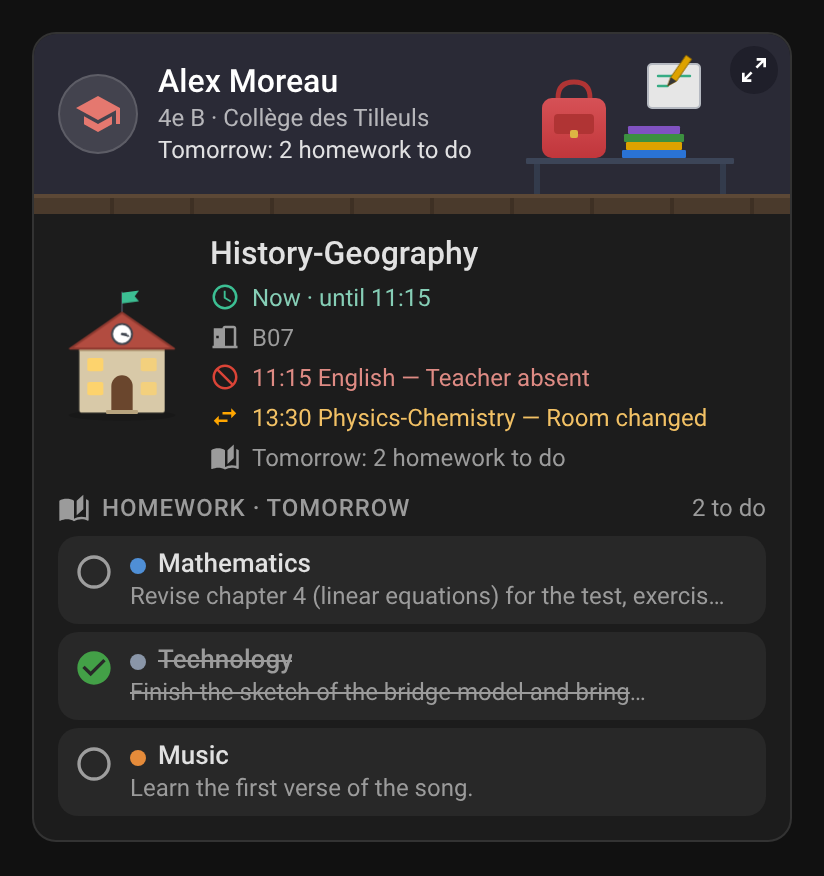 Alex Moreau
4e B · Collège des Tilleuls
Tomorrow: 2 homework to do
History-Geography
Now · until 11:15
B07
11:15 English — Teacher absent
13:30 Physics-Chemistry — Room changed
Tomorrow: 2 homework to do
HOMEWORK · TOMORROW 2 to do
Mathematics
Revise chapter 4 (linear equations) for the test, exercis…
Technology
Finish the sketch of the bridge model and bring…
Music
Learn the first verse of the song.